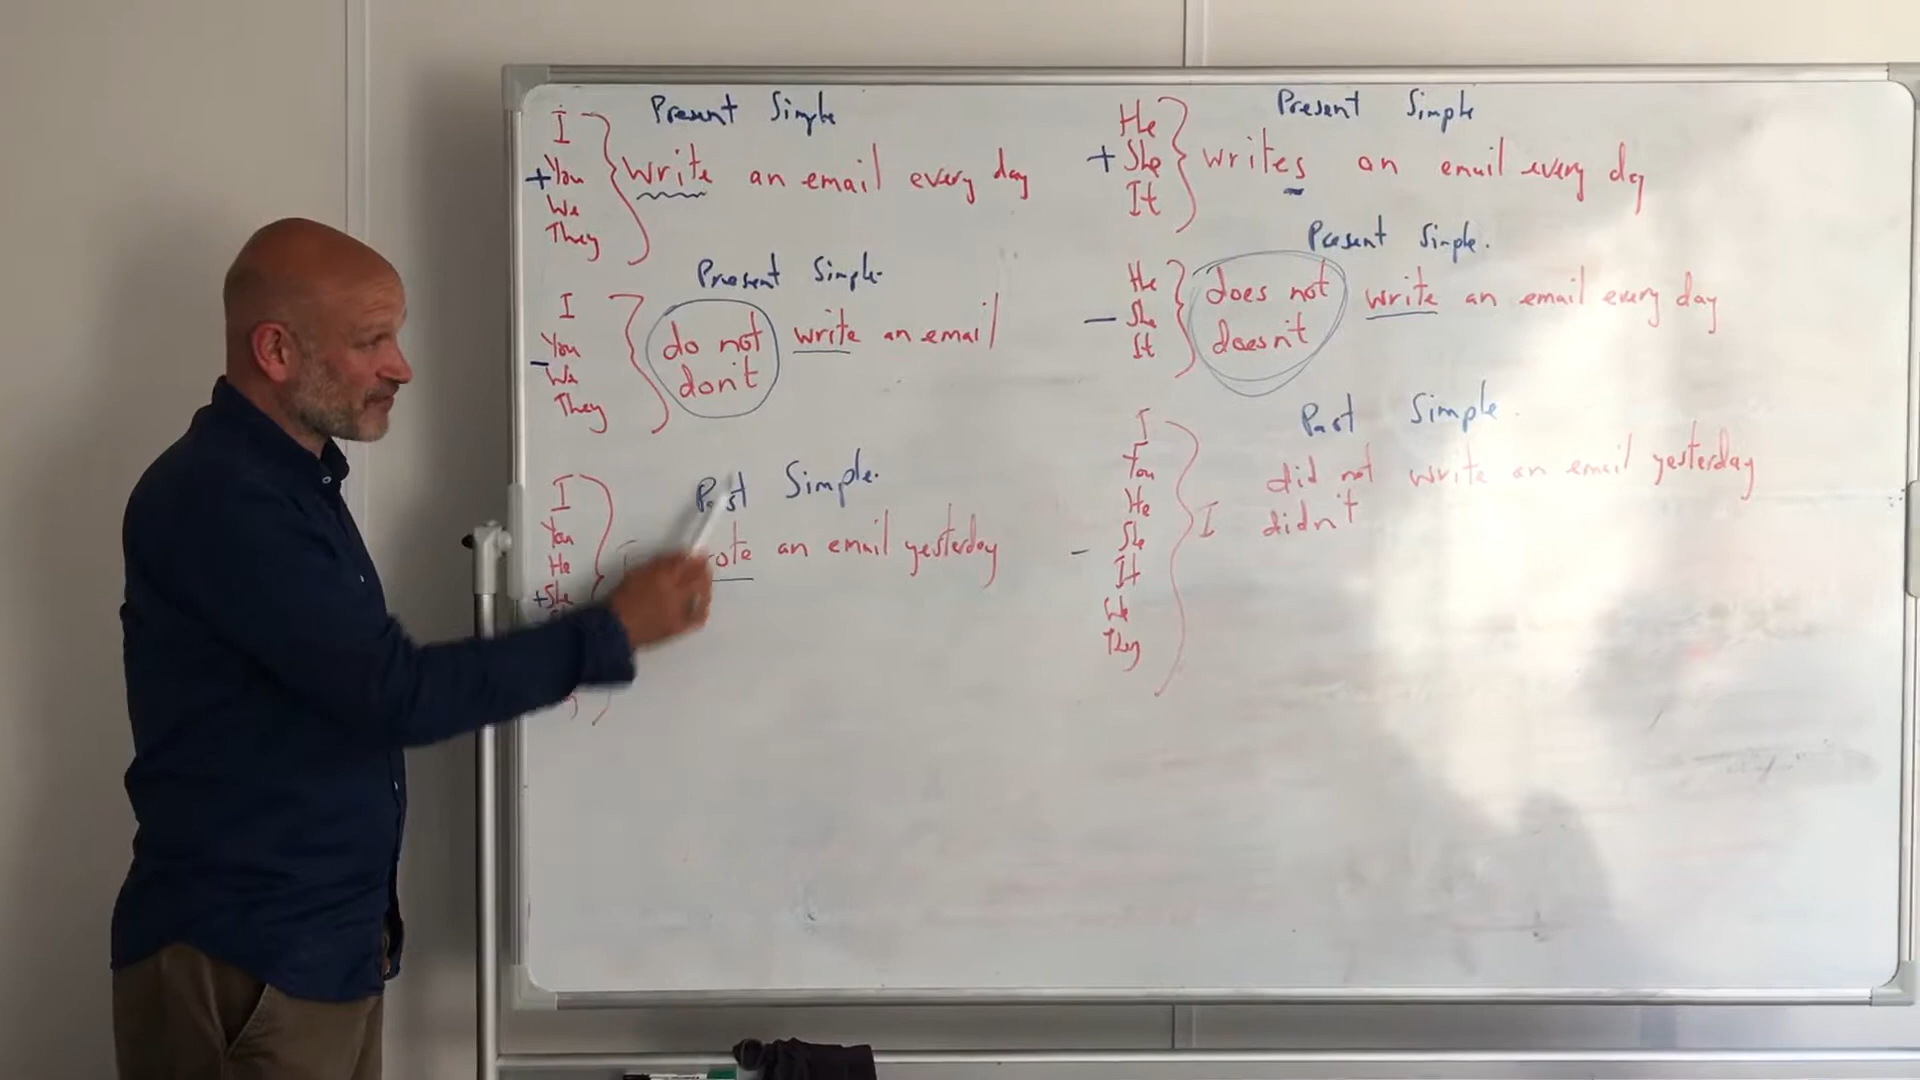 Present Simple
I
+ You
We
They
write an email every day
Present Simple.
I
You
- We
They
do not write an email
don't
Past Simple.
I
You
He
+ She
rote an email yesterday
Present Simple
He
+ She
It
writes an email every day
Present Simple.
He
- She
It
does not write an email every day
doesn't
Past Simple.
I
You
He
- She
It
We
They
did not write an email yesterday
I didn't